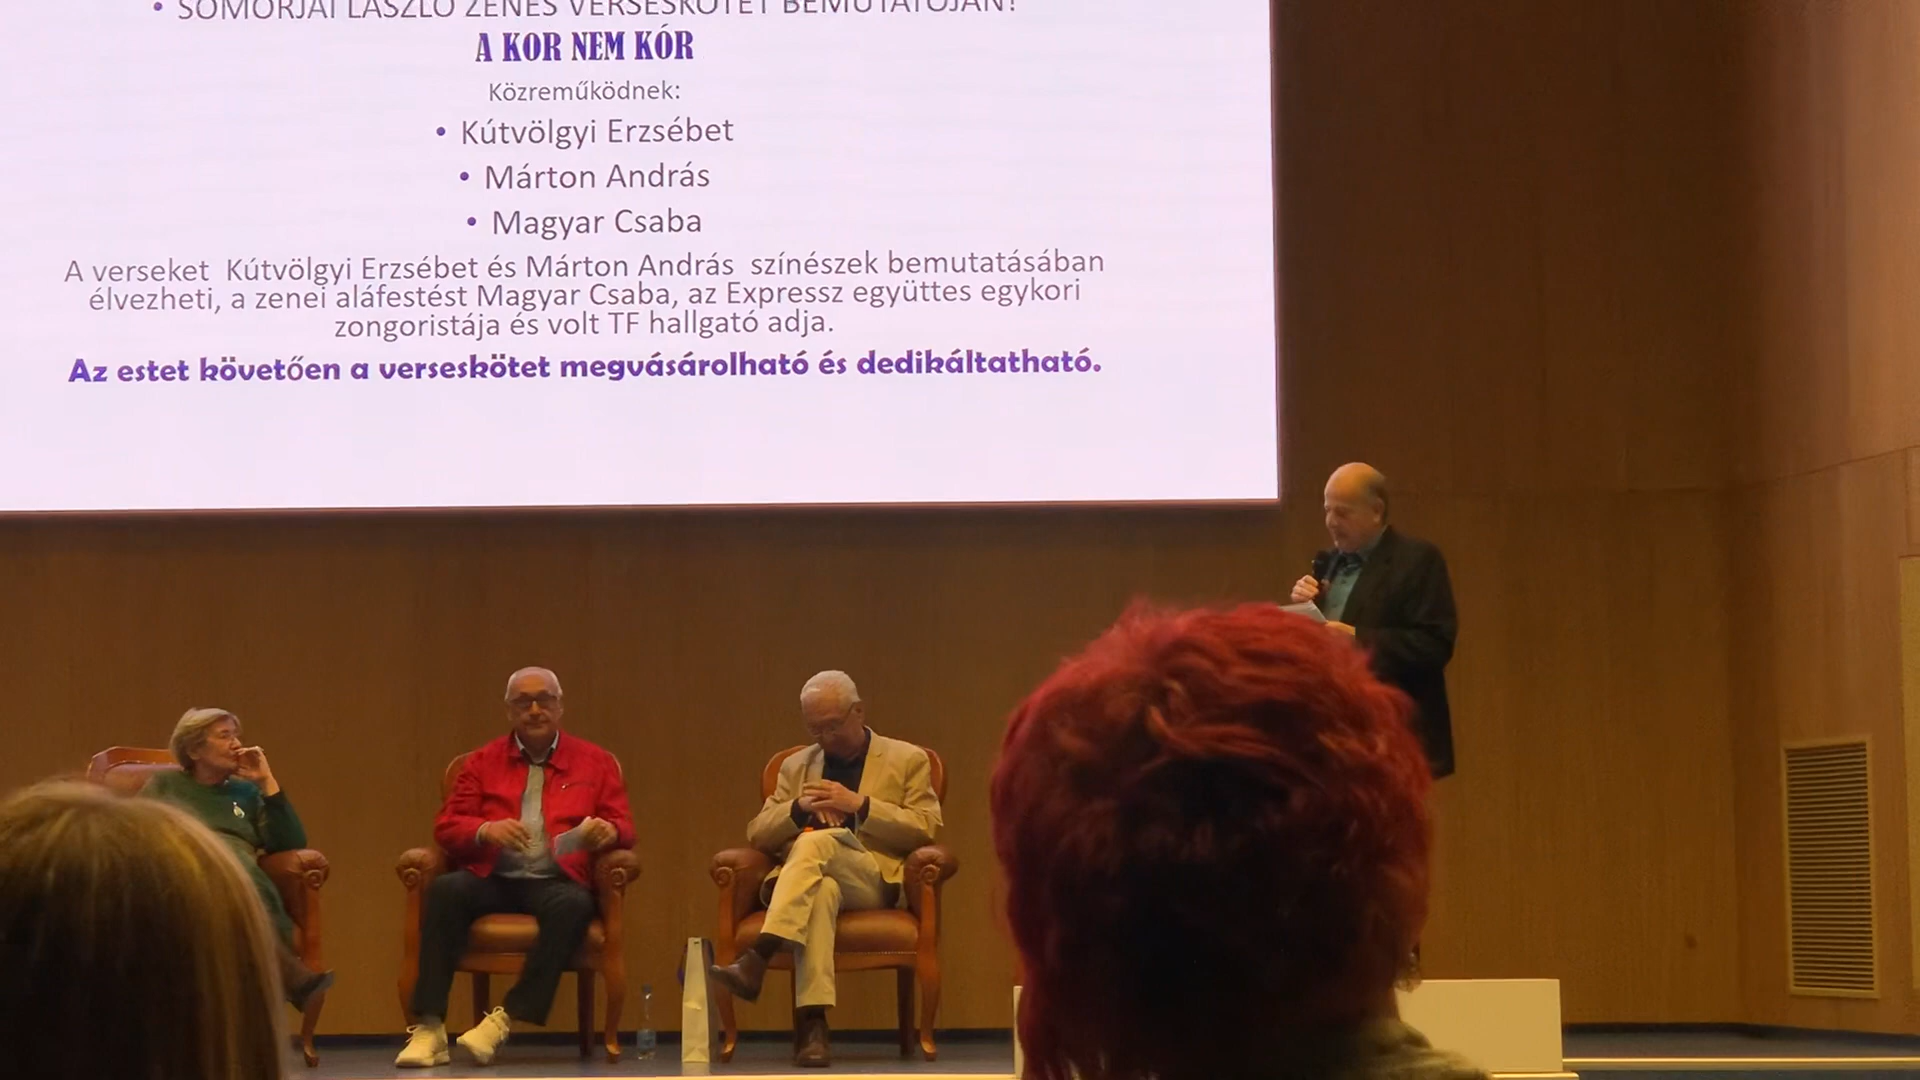 • SOMORJAI LÁSZLÓ ZENÉS VERSESKÖTET BEMUTATÓJÁN!
A KOR NEM KÓR
Közreműködnek:
• Kútvölgyi Erzsébet
• Márton András
• Magyar Csaba
A verseket Kútvölgyi Erzsébet és Márton András színészek bemutatásában
élvezheti, a zenei aláfestést Magyar Csaba, az Expressz együttes egykori
zongoristája és volt TF hallgató adja.
Az estet követően a verseskötet megvásárolható és dedikáltatható.